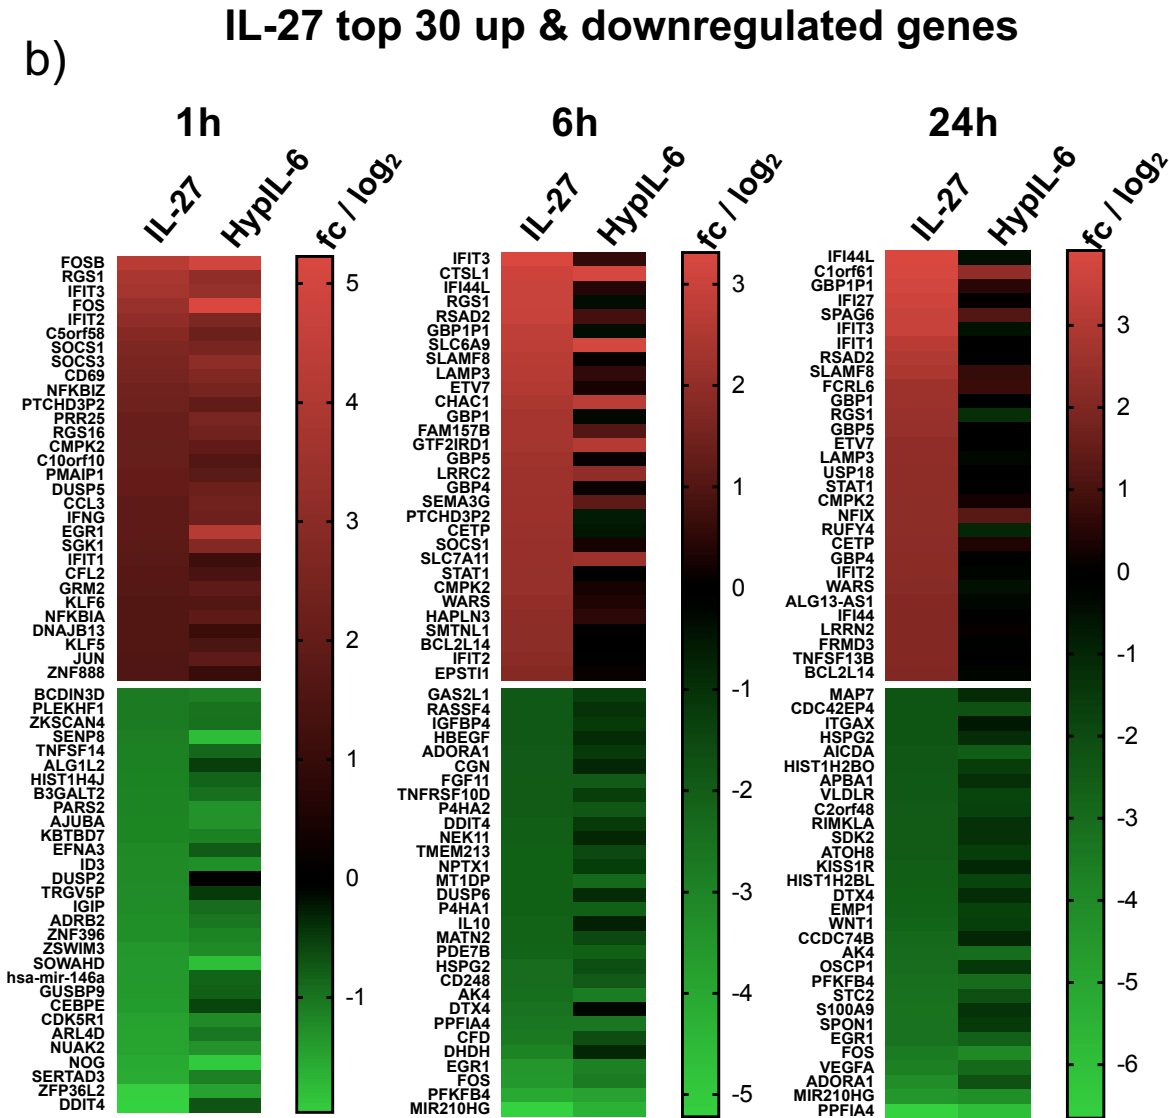 IL-27 top 30 up & downregulated genes
b)
1h
IL-27
HypIL-6
fc / log2
FOSB
RGS1
IFIT3
FOS
IFIT2
C5orf58
SOCS1
SOCS3
CD69
NFKBIZ
PTCHD3P2
PRR25
RGS16
CMPK2
C10orf10
PMAIP1
DUSP5
CCL3
IFNG
EGR1
SGK1
IFIT1
CFL2
GRM2
KLF6
NFKBIA
DNAJB13
KLF5
JUN
ZNF888
BCDIN3D
PLEKHF1
ZKSCAN4
SENP8
TNFSF14
ALG1L2
HIST1H4J
B3GALT2
PARS2
AJUBA
KBTBD7
EFNA3
ID3
DUSP2
TRGV5P
IGIP
ADRB2
ZNF396
ZSWIM3
SOWAHD
hsa-mir-146a
GUSBP9
CEBPE
CDK5R1
ARL4D
NUAK2
NOG
SERTAD3
ZFP36L2
DDIT4
5
4
3
2
1
0
-1
6h
IL-27
HypIL-6
fc / log2
IFIT3
CTSL1
IFI44L
RGS1
RSAD2
GBP1P1
SLC6A9
SLAMF8
LAMP3
ETV7
CHAC1
GBP1
FAM157B
GTF2IRD1
GBP5
LRRC2
GBP4
SEMA3G
PTCHD3P2
CETP
SOCS1
SLC7A11
STAT1
CMPK2
WARS
HAPLN3
SMTNL1
BCL2L14
IFIT2
EPSTI1
GAS2L1
RASSF4
IGFBP4
HBEGF
ADORA1
CGN
FGF11
TNFRSF10D
P4HA2
DDIT4
NEK11
TMEM213
NPTX1
MT1DP
DUSP6
P4HA1
IL10
MATN2
PDE7B
HSPG2
CD248
AK4
DTX4
PPFIA4
CFD
DHDH
EGR1
FOS
PFKFB4
MIR210HG
3
2
1
0
-1
-2
-3
-4
-5
24h
IL-27
HypIL-6
fc / log2
IFI44L
C1orf61
GBP1P1
IFI27
SPAG6
IFIT3
IFIT1
RSAD2
SLAMF8
FCRL6
GBP1
RGS1
GBP5
ETV7
LAMP3
USP18
STAT1
CMPK2
NFIX
RUFY4
CETP
GBP4
IFIT2
WARS
ALG13-AS1
IFI44
LRRN2
FRMD3
TNFSF13B
BCL2L14
MAP7
CDC42EP4
ITGAX
HSPG2
AICDA
HIST1H2BO
APBA1
VLDLR
C2orf48
RIMKLA
SDK2
ATOH8
KISS1R
HIST1H2BL
DTX4
EMP1
WNT1
CCDC74B
AK4
OSCP1
PFKFB4
STC2
S100A9
SPON1
EGR1
FOS
VEGFA
ADORA1
MIR210HG
PPFIA4
3
2
1
0
-1
-2
-3
-4
-5
-6